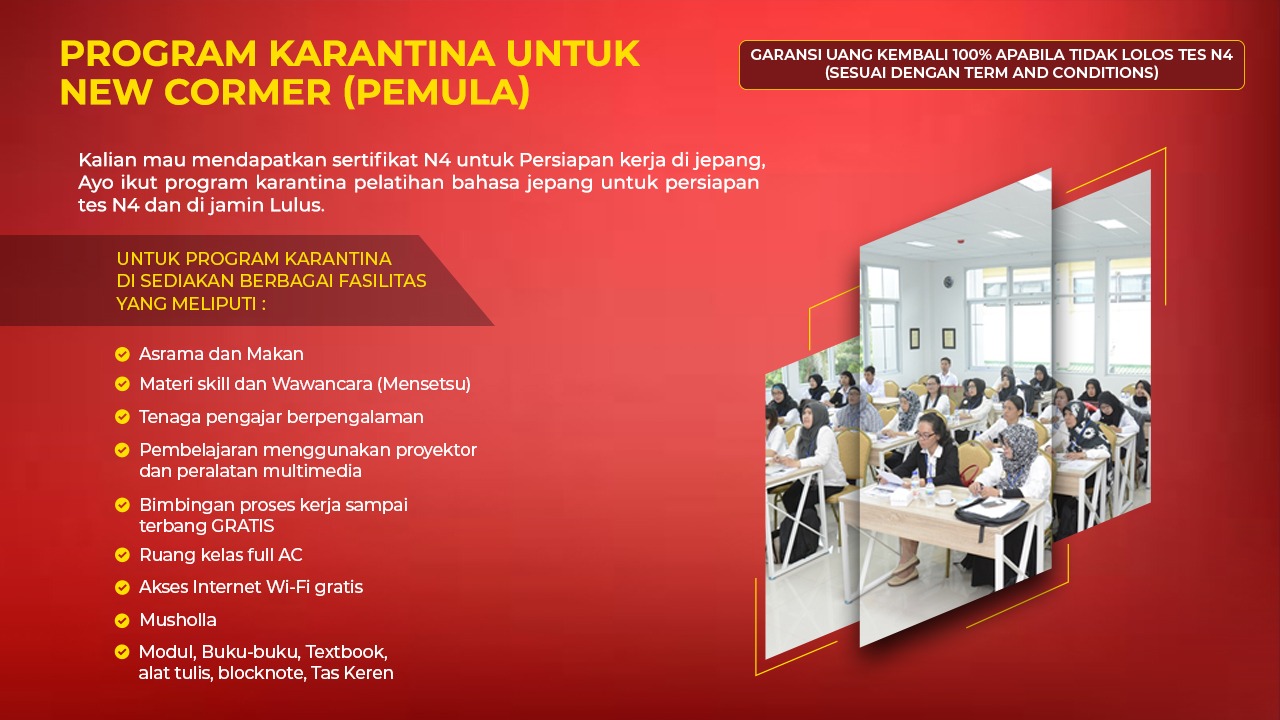 PROGRAM KARANTINA UNTUK
NEW CORMER (PEMULA)
GARANSI UANG KEMBALI 100% APABILA TIDAK LOLOS TES N4
(SESUAI DENGAN TERM AND CONDITIONS)
Kalian mau mendapatkan sertifikat N4 untuk Persiapan kerja di jepang,
Ayo ikut program karantina pelatihan bahasa jepang untuk persiapan
tes N4 dan di jamin Lulus.
UNTUK PROGRAM KARANTINA
DI SEDIAKAN BERBAGAI FASILITAS
YANG MELIPUTI :
Asrama dan Makan
Materi skill dan Wawancara (Mensetsu)
Tenaga pengajar berpengalaman
Pembelajaran menggunakan proyektor
dan peralatan multimedia
Bimbingan proses kerja sampai
terbang GRATIS
Ruang kelas full AC
Akses Internet Wi-Fi gratis
Musholla
Modul, Buku-buku, Textbook,
alat tulis, blocknote, Tas Keren